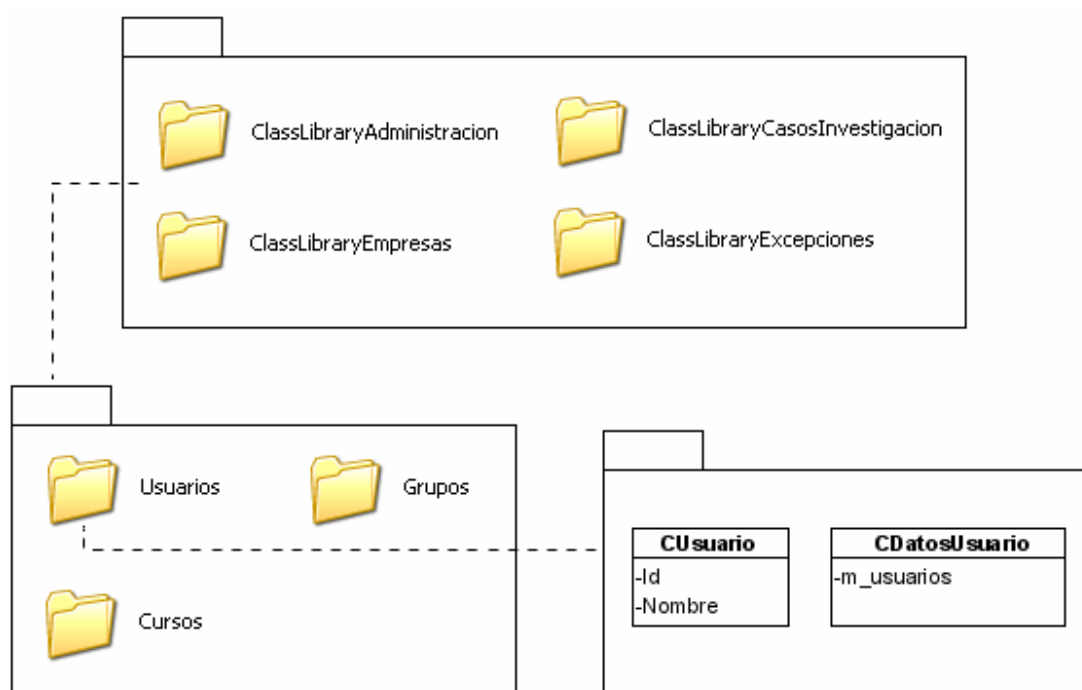 ClassLibraryAdministracion
ClassLibraryCasosInvestigacion
ClassLibraryEmpresas
ClassLibraryExcepciones
Usuarios
Grupos
Cursos
CUsuario
-Id
-Nombre
CDatosUsuario
-m_usuarios